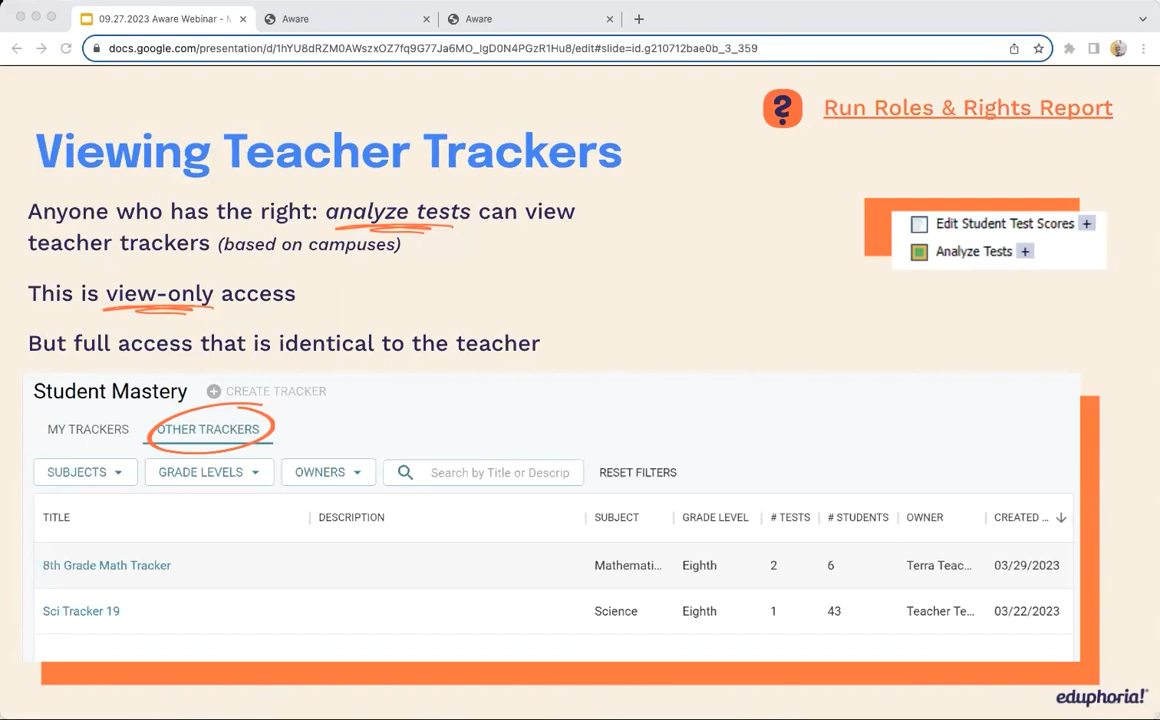 09.27.2023 Aware Webinar -
Aware
Aware
docs.google.com/presentation/d/1hYU8dRZM0AWszxOZ7fq9G77Ja6MO_IgD0N4PGzR1Hu8/edit#slide=id.g210712bae0b_3_359
? Run Roles & Rights Report
Viewing Teacher Trackers
Anyone who has the right: analyze tests can view
teacher trackers (based on campuses)
Edit Student Test Scores +
Analyze Tests +
This is view-only access
But full access that is identical to the teacher
Student Mastery + CREATE TRACKER
MY TRACKERS OTHER TRACKERS
SUBJECTS GRADE LEVELS OWNERS Search by Title or Descrip RESET FILTERS
TITLE DESCRIPTION SUBJECT GRADE LEVEL # TESTS # STUDENTS OWNER CREATED ...
8th Grade Math Tracker Mathemati... Eighth 2 6 Terra Teac... 03/29/2023
Sci Tracker 19 Science Eighth 1 43 Teacher Te... 03/22/2023
eduphoria!